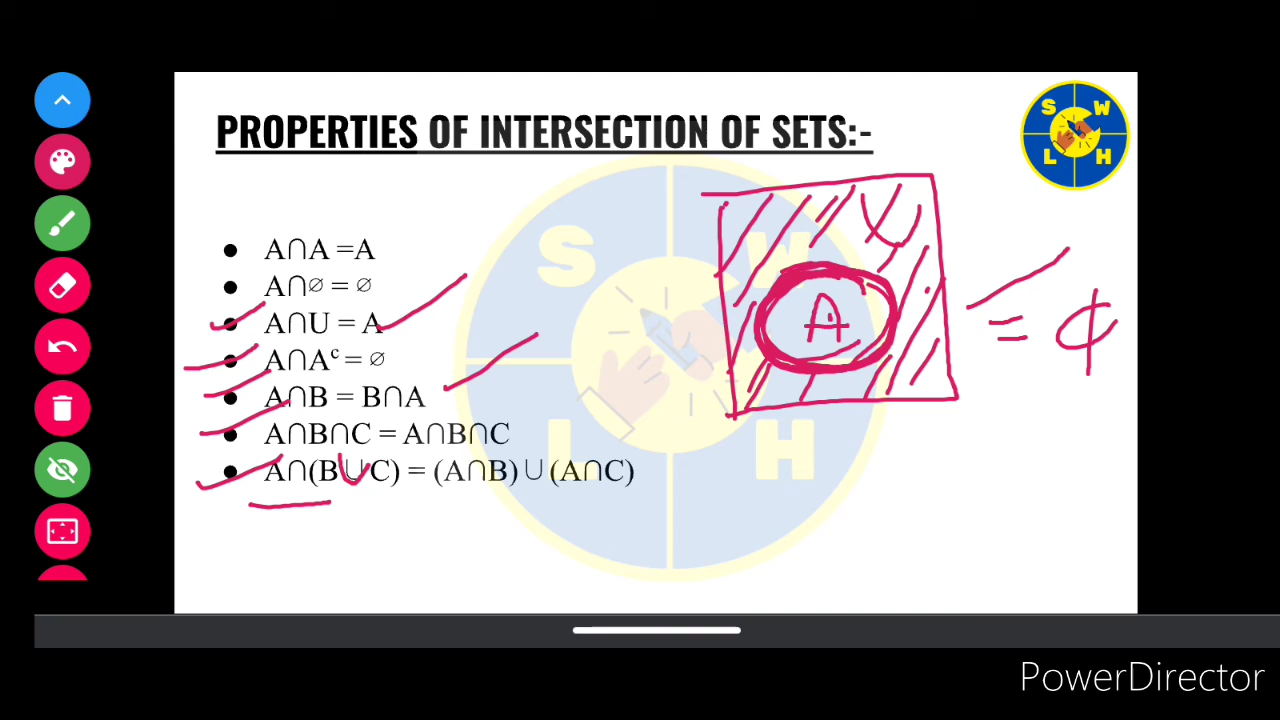 PROPERTIES OF INTERSECTION OF SETS:-
S W
L H
● A∩A =A
● A∩∅ = ∅
● A∩U = A
● A∩Aᶜ = ∅
● A∩B = B∩A
● A∩B∩C = A∩B∩C
● A∩(B∪C) = (A∩B)∪(A∩C)
U
A
= ϕ
S W
L H
PowerDirector